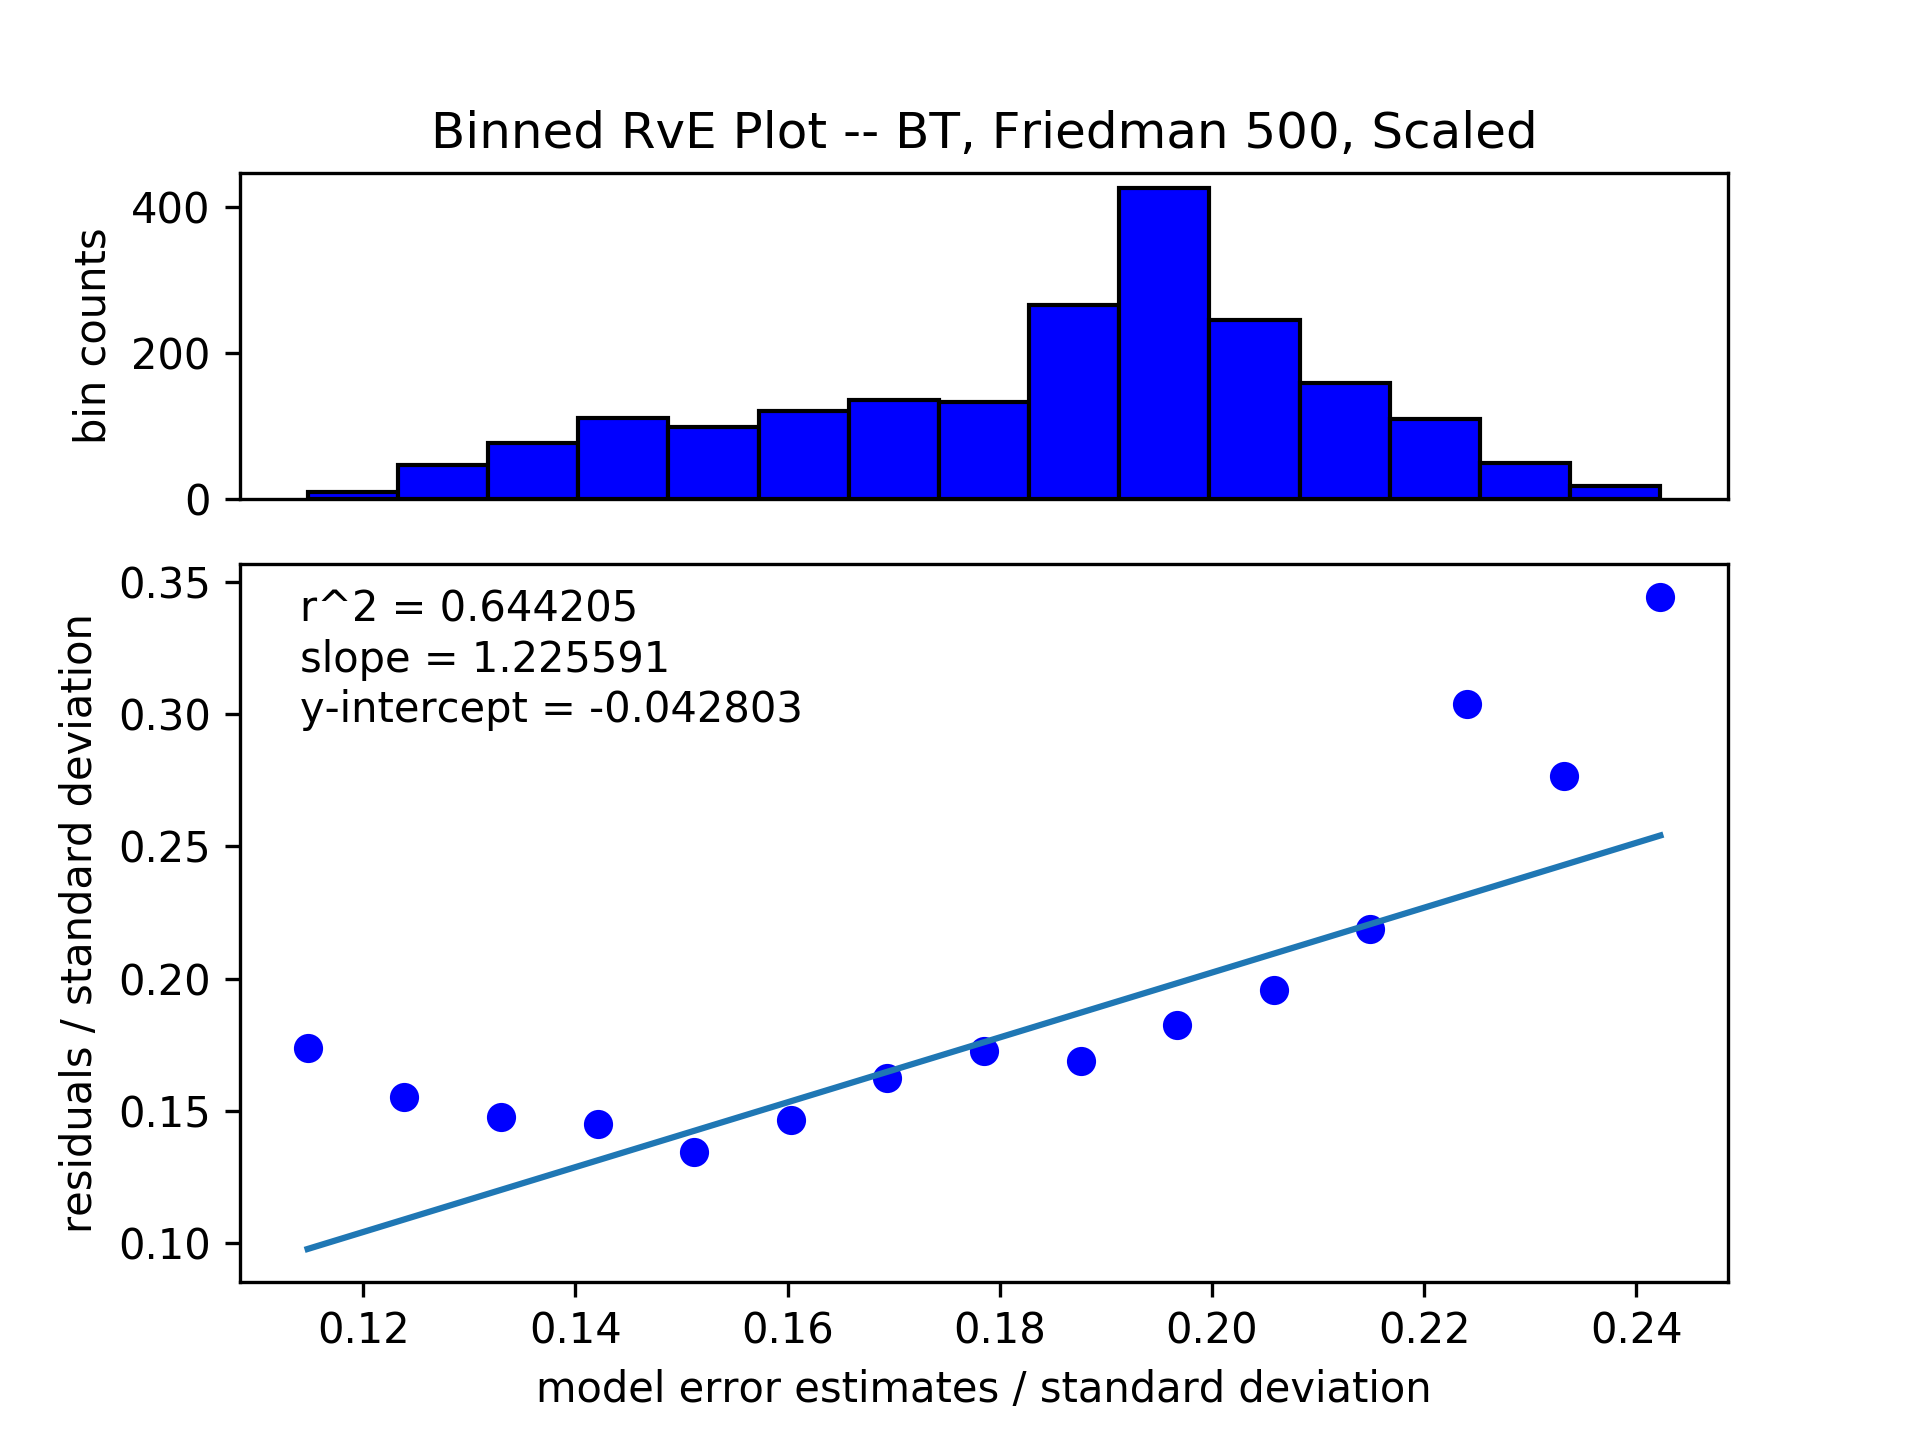 Binned RvE Plot -- BT, Friedman 500, Scaled
bin counts
400
200
0
residuals / standard deviation
0.35
0.30
0.25
0.20
0.15
0.10
r^2 = 0.644205
slope = 1.225591
y-intercept = -0.042803
0.12 0.14 0.16 0.18 0.20 0.22 0.24
model error estimates / standard deviation